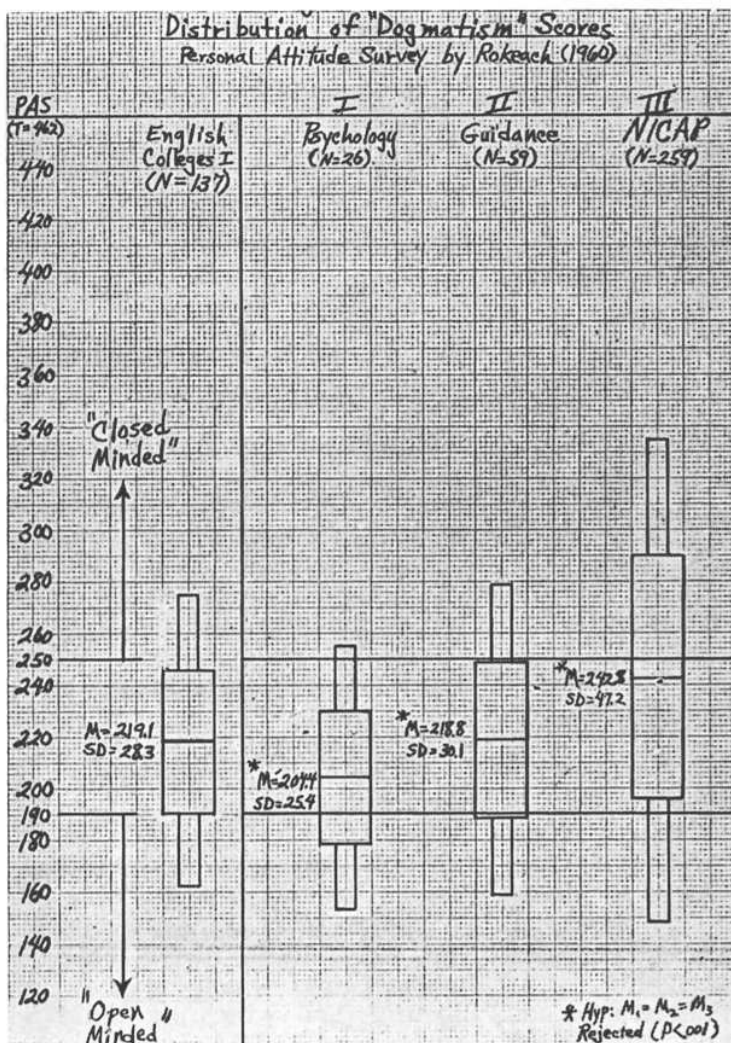 Distribution of "Dogmatism" Scores
Personal Attitude Survey by Rokeach (1960)
PAS
(T=462)
English
Colleges I
(N=137)
I
Psychology
(N=26)
II
Guidance
(N=59)
III
NICAP
(N=259)
440
420
400
380
360
340
320
300
280
260
250
240
220
200
190
180
160
140
120
"Closed
Minded"
M=219.1
SD=28.3
*M=204.4
SD=25.4
*M=218.8
SD=30.1
*M=242.8
SD=47.2
"Open
Minded"
* Hyp: M₁=M₂=M₃
Rejected (P<.001)